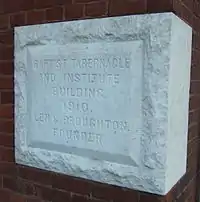 BAPTIST TABERNACLE
AND INSTITUTE
BUILDING.
1910.
LEN G. BROUGHTON,
FOUNDER